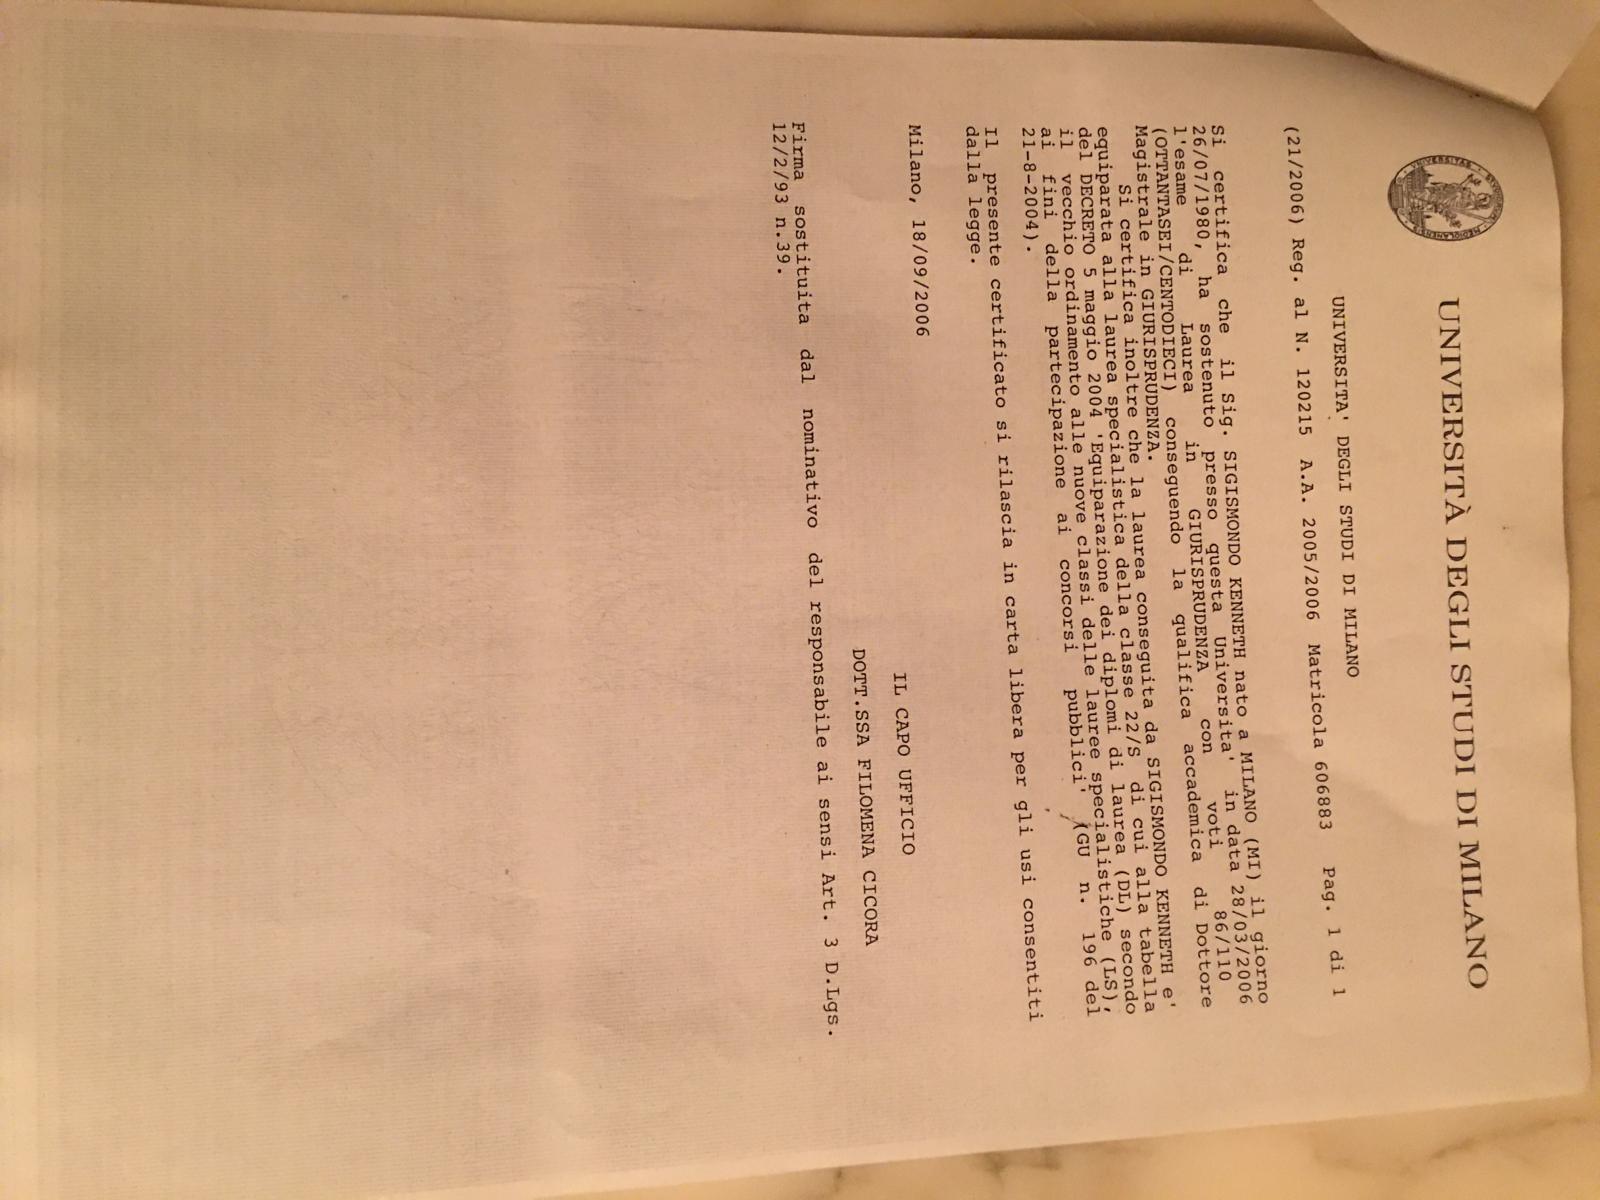 UNIVERSITÀ DEGLI STUDI DI MILANO
UNIVERSITA' DEGLI STUDI DI MILANO
(21/2006) Reg. al N. 120215 A.A. 2005/2006 Matricola 606883 pag. 1 di 1
Si certifica che il Sig. SIGISMONDO KENNETH nato a MILANO (MI) il giorno
26/07/1980, ha sostenuto presso questa Universita' in data 28/03/2006
l'esame di Laurea in GIURISPRUDENZA con voti 86/110
(OTTANTASEI/CENTODIECI) conseguendo la qualifica accademica di Dottore
Magistrale in GIURISPRUDENZA.
Si certifica inoltre che la laurea conseguita da SIGISMONDO KENNETH e'
equiparata alla laurea specialistica della classe 22/S di cui alla tabella
del DECRETO 5 maggio 2004 'Equiparazione dei diplomi di laurea (DL) secondo
il vecchio ordinamento alle nuove classi delle lauree specialistiche (LS),
ai fini della partecipazione ai concorsi pubblici' (GU n. 196 del
21-8-2004).
Il presente certificato si rilascia in carta libera per gli usi consentiti
dalla legge.
Milano, 18/09/2006
IL CAPO UFFICIO
DOTT.SSA FILOMENA CICORA
Firma sostituita dal nominativo del responsabile ai sensi Art. 3 D.Lgs.
12/2/93 n.39.